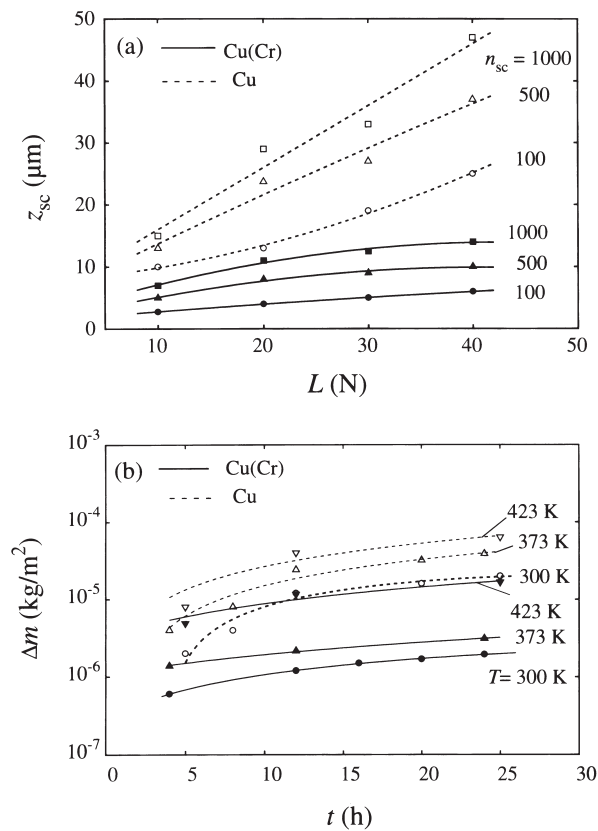 50
(a)
Cu(Cr)
Cu
n_sc = 1000
40
500
30
z_sc (μm)
100
20
1000
10
500
100
0
10 20 30 40 50
L (N)
10^-3
(b)
Cu(Cr)
Cu
10^-4
423 K
373 K
Δm (kg/m^2)
10^-5
300 K
423 K
373 K
10^-6
T= 300 K
10^-7
0 5 10 15 20 25 30
t (h)